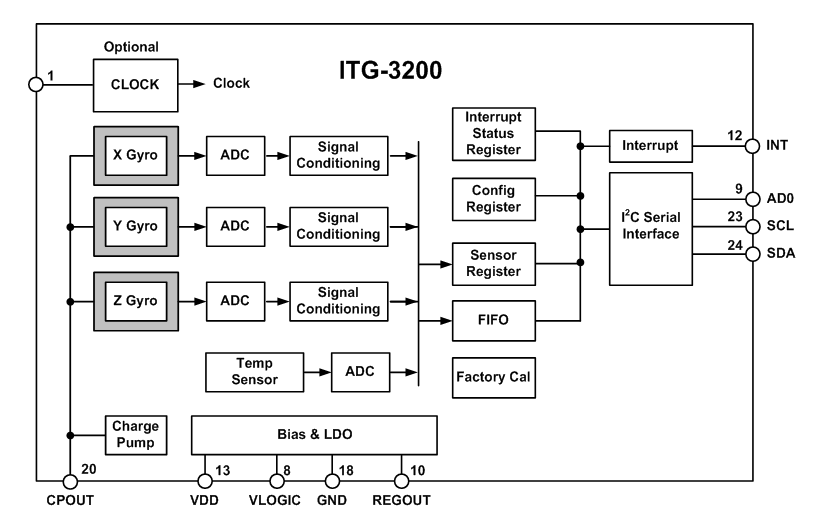 Optional
ITG-3200
1
CLOCK
Clock
Interrupt
Status
Register
12
INT
Interrupt
X Gyro
ADC
Signal
Conditioning
Config
Register
9
AD0
I²C Serial
Interface
23
SCL
Y Gyro
ADC
Signal
Conditioning
24
SDA
Sensor
Register
Z Gyro
ADC
Signal
Conditioning
FIFO
Temp
Sensor
ADC
Factory Cal
Charge
Pump
Bias & LDO
20
13
8
18
10
CPOUT
VDD
VLOGIC
GND
REGOUT